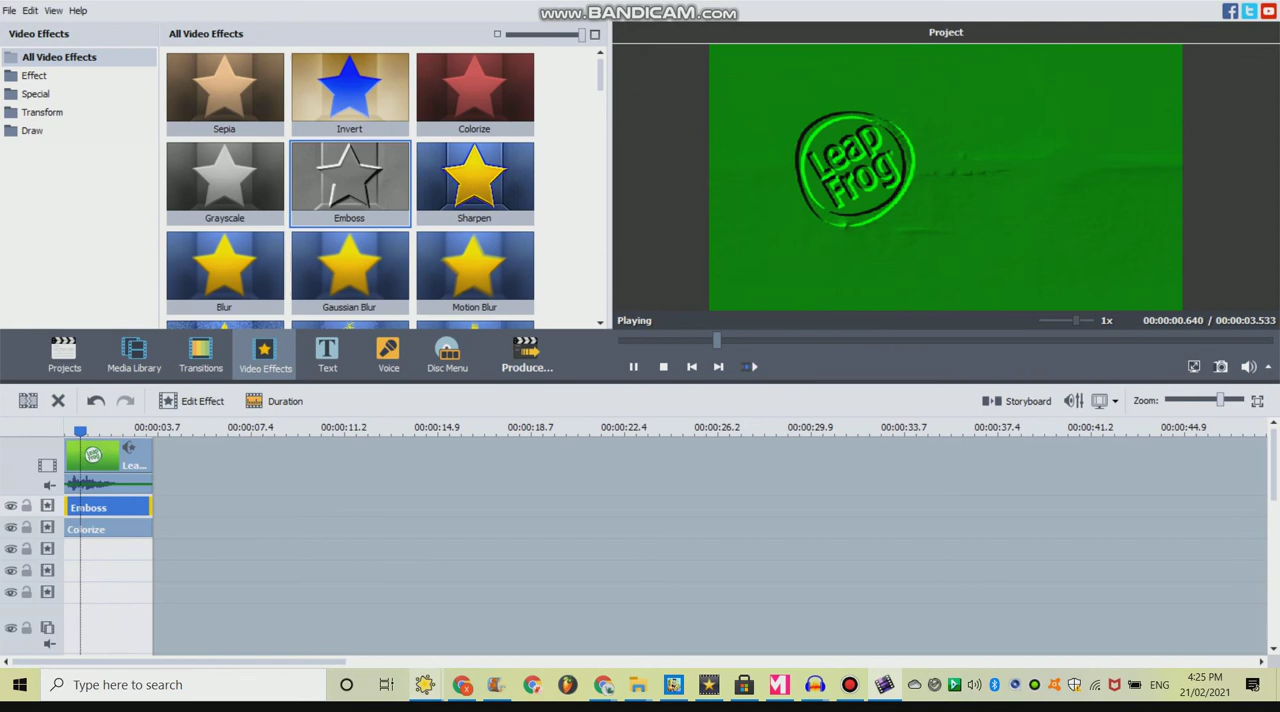 File Edit View Help
www.BANDICAM.com
Video Effects
All Video Effects
Project
All Video Effects
Effect
Special
Transform
Draw
Sepia Invert Colorize
Grayscale Emboss Sharpen
Blur Gaussian Blur Motion Blur
Leap
Frog
Playing
1x
00:00:00.640 / 00:00:03.533
Projects Media Library Transitions Video Effects Text Voice Disc Menu Produce...
Edit Effect Duration Storyboard Zoom:
00:00:03.7 00:00:07.4 00:00:11.2 00:00:14.9 00:00:18.7 00:00:22.4 00:00:26.2 00:00:29.9 00:00:33.7 00:00:37.4 00:00:41.2 00:00:44.9
Lea...
Emboss
Colorize
Type here to search
ENG
4:25 PM
21/02/2021